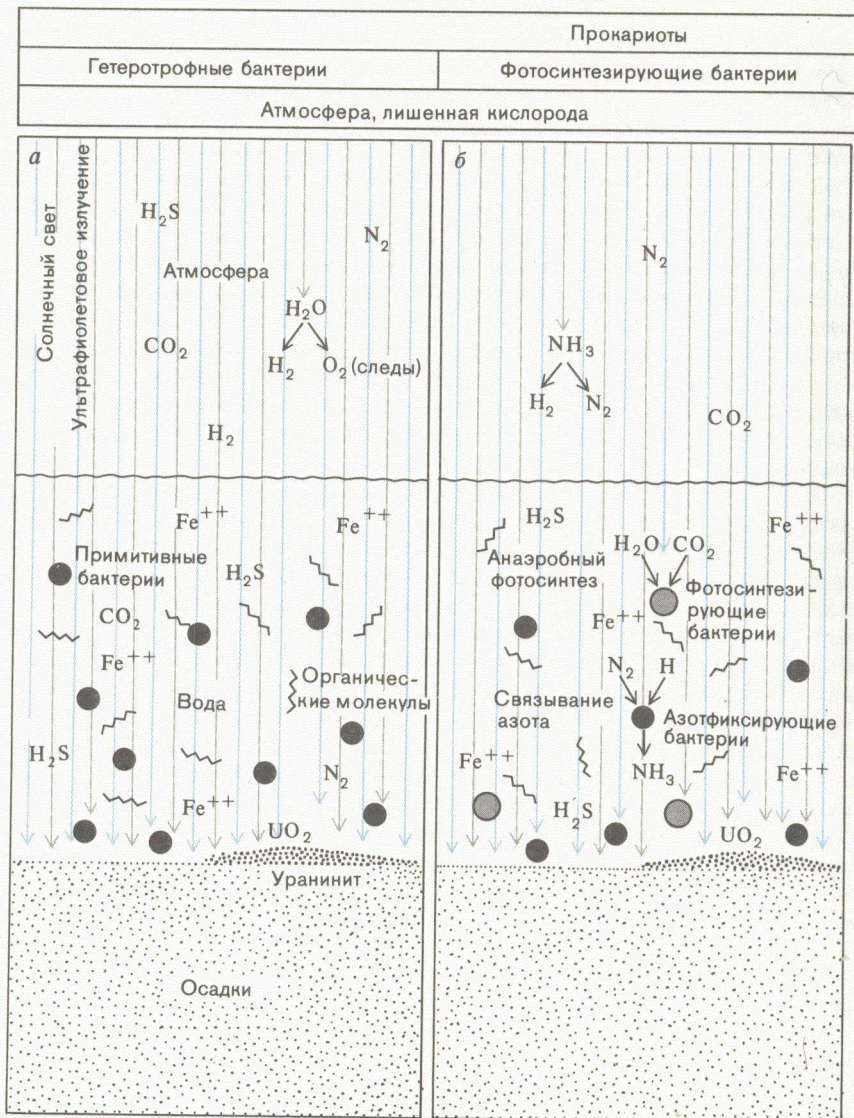 Прокариоты
Гетеротрофные бактерии
Фотосинтезирующие бактерии
Атмосфера, лишенная кислорода
а
Солнечный свет
Ультрафиолетовое излучение
H₂S
N₂
Атмосфера
H₂O
CO₂
H₂
O₂ (следы)
H₂
Fe⁺⁺
Fe⁺⁺
Примитивные
бактерии
H₂S
CO₂
Fe⁺⁺
Органичес-
кие молекулы
Вода
H₂S
N₂
Fe⁺⁺
UO₂
Уранинит
Осадки
б
N₂
NH₃
H₂
N₂
CO₂
H₂S
Fe⁺⁺
H₂O
CO₂
Анаэробный
фотосинтез
Фотосинтези-
рующие
бактерии
Fe⁺⁺
N₂
H
Связывание
азота
Азотфиксирующие
бактерии
Fe⁺⁺
NH₃
Fe⁺⁺
H₂S
UO₂